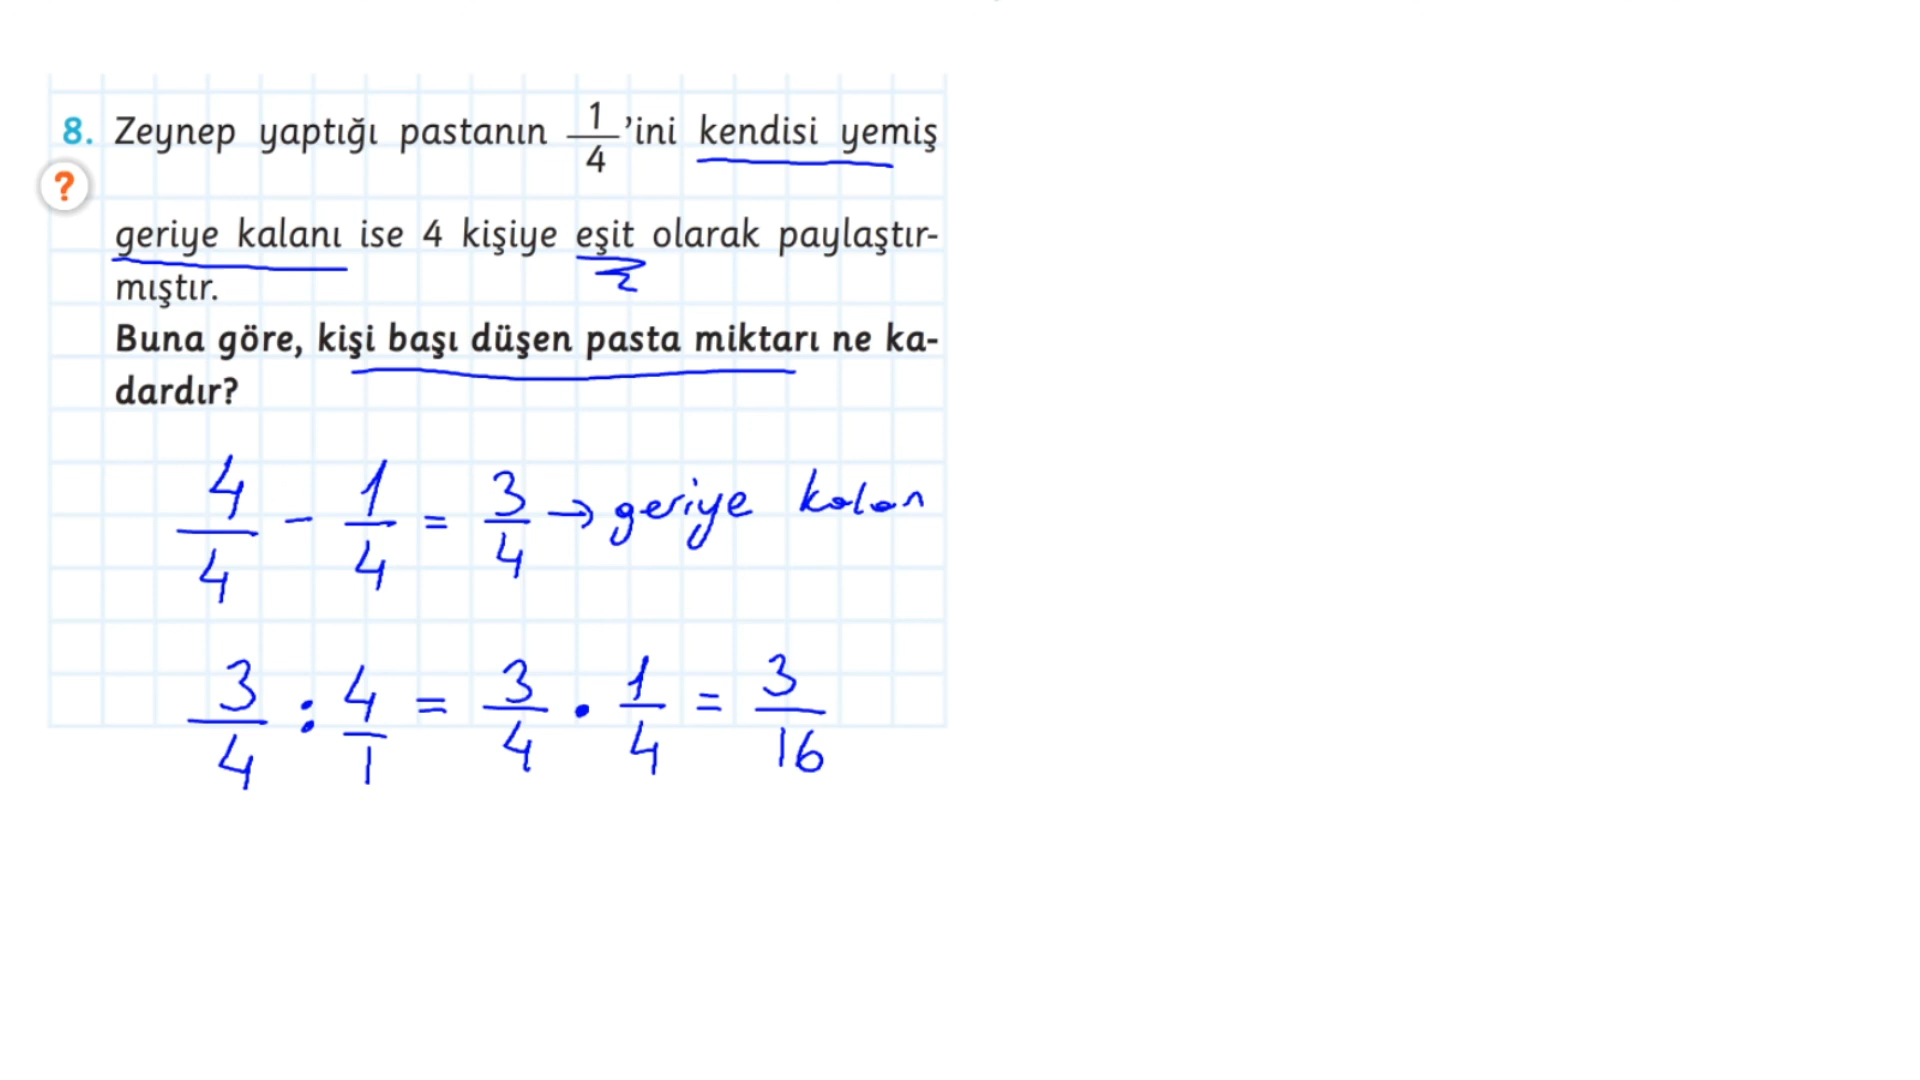 8. Zeynep yaptığı pastanın 1/4'ini kendisi yemiş
?
geriye kalanı ise 4 kişiye eşit olarak paylaştır-
mıştır.
Buna göre, kişi başı düşen pasta miktarı ne ka-
dardır?
4/4 - 1/4 = 3/4 → geriye kalan
3/4 : 4/1 = 3/4 · 1/4 = 3/16